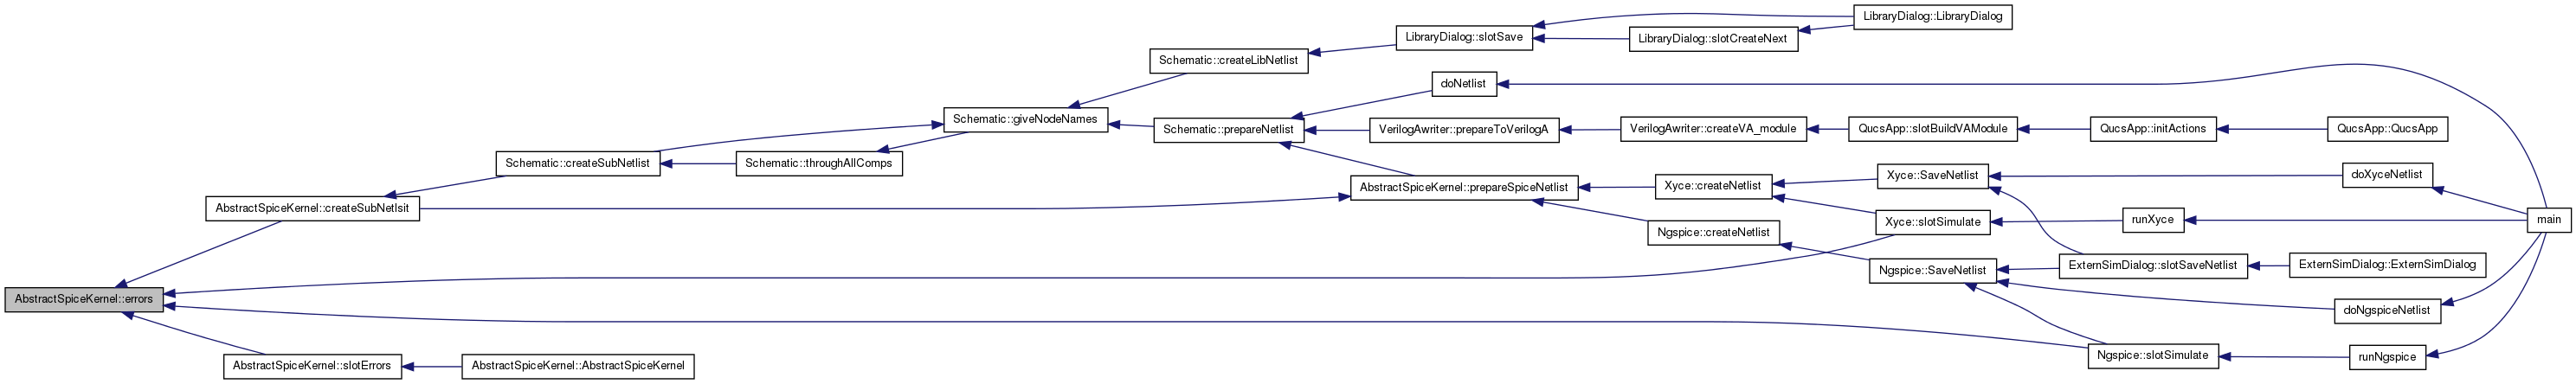 LibraryDialog::LibraryDialog
LibraryDialog::slotSave
LibraryDialog::slotCreateNext
Schematic::createLibNetlist
doNetlist
Schematic::giveNodeNames
Schematic::prepareNetlist
VerilogAwriter::prepareToVerilogA
VerilogAwriter::createVA_module
QucsApp::slotBuildVAModule
QucsApp::initActions
QucsApp::QucsApp
Schematic::createSubNetlist
Schematic::throughAllComps
Xyce::SaveNetlist
doXyceNetlist
AbstractSpiceKernel::prepareSpiceNetlist
Xyce::createNetlist
AbstractSpiceKernel::createSubNetlsit
Xyce::slotSimulate
runXyce
main
Ngspice::createNetlist
Ngspice::SaveNetlist
ExternSimDialog::slotSaveNetlist
ExternSimDialog::ExternSimDialog
AbstractSpiceKernel::errors
doNgspiceNetlist
Ngspice::slotSimulate
runNgspice
AbstractSpiceKernel::slotErrors
AbstractSpiceKernel::AbstractSpiceKernel